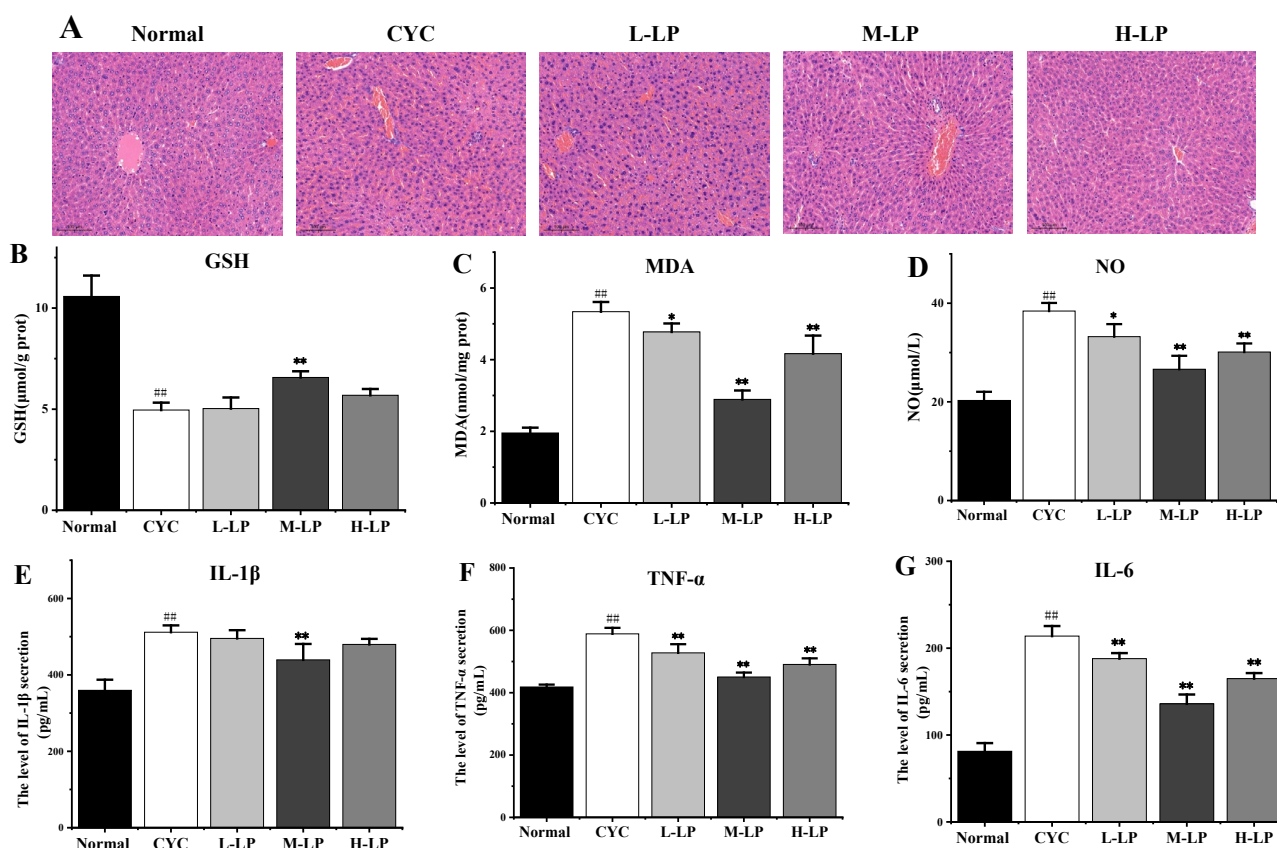 A
Normal
CYC
L-LP
M-LP
H-LP
B
GSH
GSH(μmol/g prot)
10
5
0
##
**
Normal
CYC
L-LP
M-LP
H-LP
C
MDA
MDA(nmol/mg prot)
6
4
2
0
##
*
**
**
Normal
CYC
L-LP
M-LP
H-LP
D
NO
NO(μmol/L)
40
20
0
##
*
**
**
Normal
CYC
L-LP
M-LP
H-LP
E
IL-1β
The level of IL-1β secretion
(pg/mL)
600
400
200
0
##
**
Normal
CYC
L-LP
M-LP
H-LP
F
TNF-α
The level of TNF-α secretion
(pg/mL)
800
600
400
200
0
##
**
**
**
Normal
CYC
L-LP
M-LP
H-LP
G
IL-6
The level of IL-6 secretion
(pg/mL)
300
200
100
0
##
**
**
**
Normal
CYC
L-LP
M-LP
H-LP